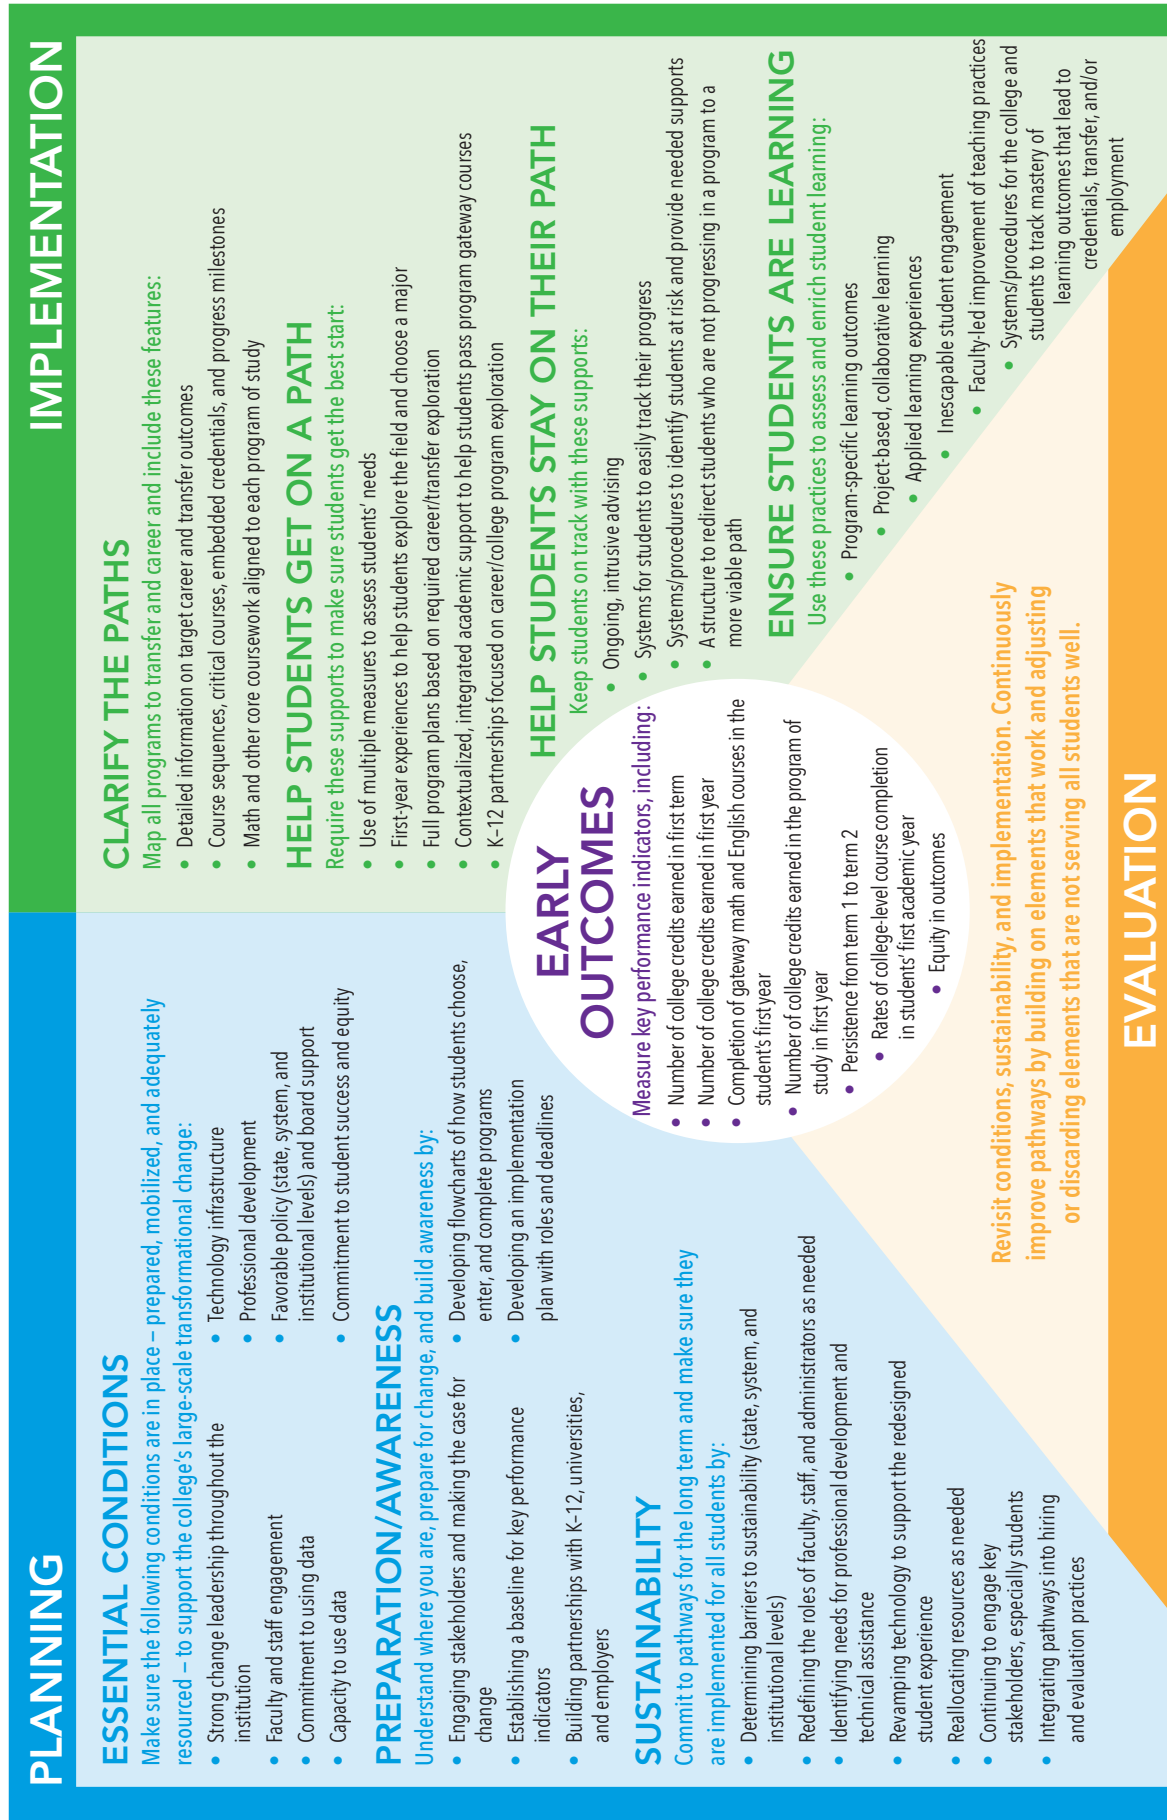 PLANNING
ESSENTIAL CONDITIONS
Make sure the following conditions are in place – prepared, mobilized, and adequately
resourced – to support the college's large-scale transformational change:
• Strong change leadership throughout the
institution
• Faculty and staff engagement
• Commitment to using data
• Capacity to use data
• Technology infrastructure
• Professional development
• Favorable policy (state, system, and
institutional levels) and board support
• Commitment to student success and equity
PREPARATION/AWARENESS
Understand where you are, prepare for change, and build awareness by:
• Engaging stakeholders and making the case for
change
• Establishing a baseline for key performance
indicators
• Building partnerships with K–12, universities,
and employers
• Developing flowcharts of how students choose,
enter, and complete programs
• Developing an implementation
plan with roles and deadlines
SUSTAINABILITY
Commit to pathways for the long term and make sure they
are implemented for all students by:
• Determining barriers to sustainability (state, system, and
institutional levels)
• Redefining the roles of faculty, staff, and administrators as needed
• Identifying needs for professional development and
technical assistance
• Revamping technology to support the redesigned
student experience
• Reallocating resources as needed
• Continuing to engage key
stakeholders, especially students
• Integrating pathways into hiring
and evaluation practices
IMPLEMENTATION
CLARIFY THE PATHS
Map all programs to transfer and career and include these features:
• Detailed information on target career and transfer outcomes
• Course sequences, critical courses, embedded credentials, and progress milestones
• Math and other core coursework aligned to each program of study
HELP STUDENTS GET ON A PATH
Require these supports to make sure students get the best start:
• Use of multiple measures to assess students' needs
• First-year experiences to help students explore the field and choose a major
• Full program plans based on required career/transfer exploration
• Contextualized, integrated academic support to help students pass program gateway courses
• K–12 partnerships focused on career/college program exploration
HELP STUDENTS STAY ON THEIR PATH
Keep students on track with these supports:
• Ongoing, intrusive advising
• Systems for students to easily track their progress
• Systems/procedures to identify students at risk and provide needed supports
• A structure to redirect students who are not progressing in a program to a
more viable path
ENSURE STUDENTS ARE LEARNING
Use these practices to assess and enrich student learning:
• Program-specific learning outcomes
• Project-based, collaborative learning
• Applied learning experiences
• Inescapable student engagement
• Faculty-led improvement of teaching practices
• Systems/procedures for the college and
students to track mastery of
learning outcomes that lead to
credentials, transfer, and/or
employment
EARLY
OUTCOMES
Measure key performance indicators, including:
• Number of college credits earned in first term
• Number of college credits earned in first year
• Completion of gateway math and English courses in the
student's first year
• Number of college credits earned in the program of
study in first year
• Persistence from term 1 to term 2
• Rates of college-level course completion
in students' first academic year
• Equity in outcomes
Revisit conditions, sustainability, and implementation. Continuously
improve pathways by building on elements that work and adjusting
or discarding elements that are not serving all students well.
EVALUATION